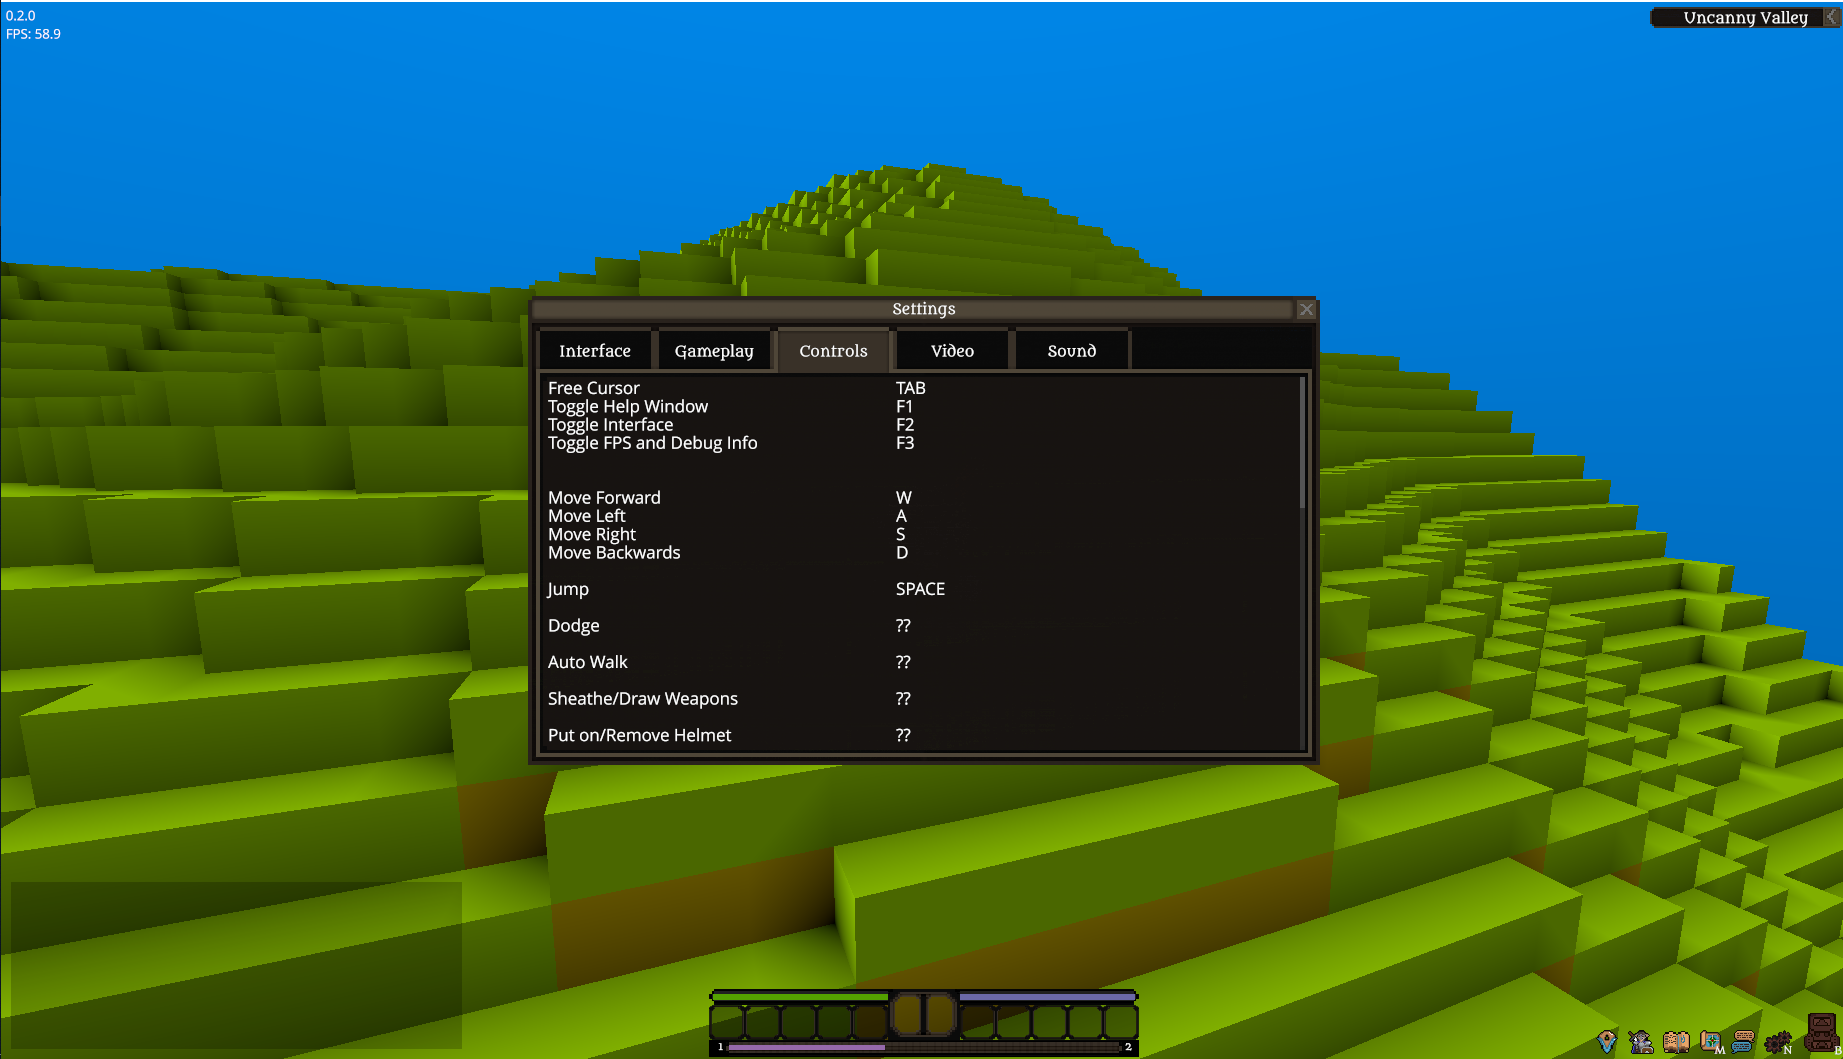 0.2.0
FPS: 58.9
Uncanny Valley
Settings
Interface Gameplay Controls Video Sound
Free Cursor TAB
Toggle Help Window F1
Toggle Interface F2
Toggle FPS and Debug Info F3
Move Forward W
Move Left A
Move Right S
Move Backwards D
Jump SPACE
Dodge ??
Auto Walk ??
Sheathe/Draw Weapons ??
Put on/Remove Helmet ??
1 2
M N B